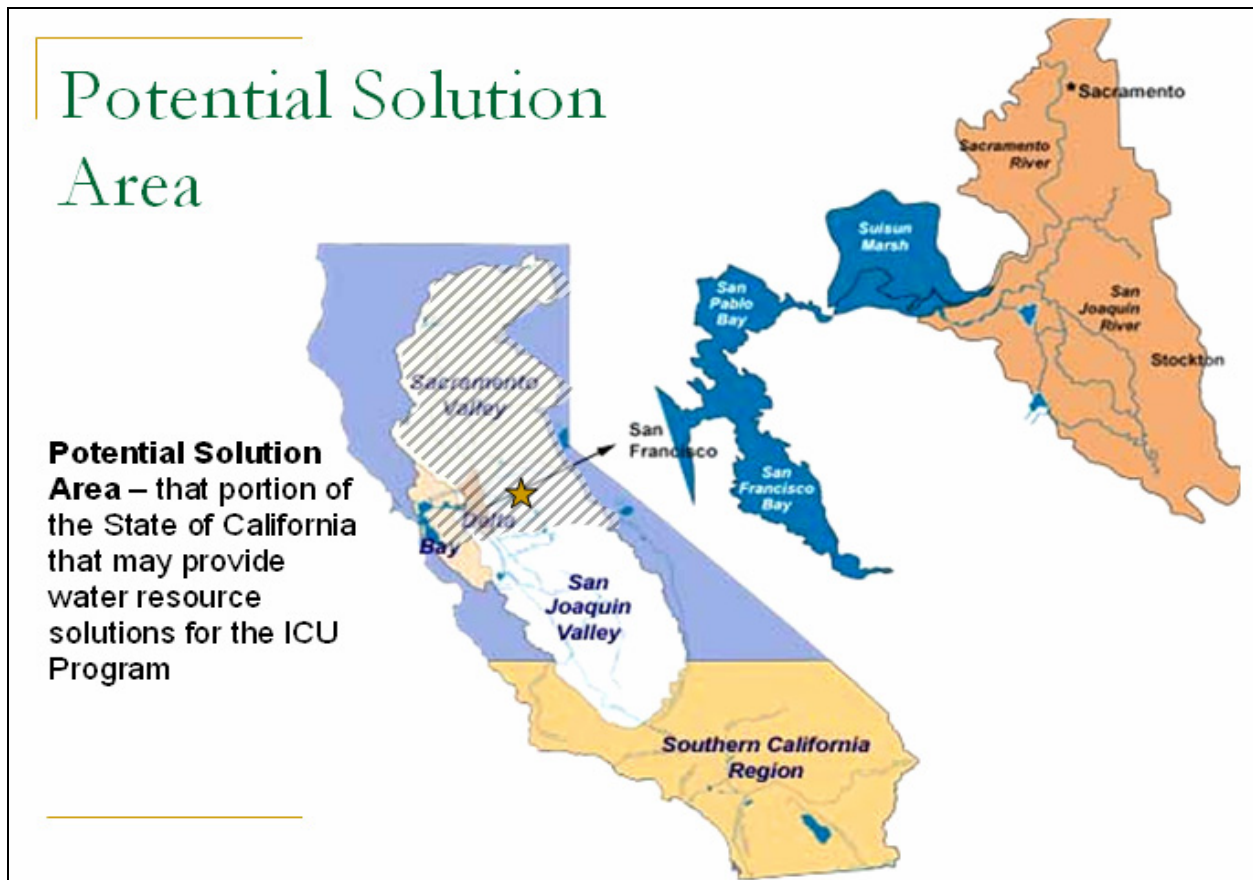 Potential Solution
Area
Potential Solution
Area – that portion of
the State of California
that may provide
water resource
solutions for the ICU
Program
Sacramento
Valley
Delta
Bay
San
Joaquin
Valley
Southern California
Region
San
Francisco
Sacramento
Sacramento
River
Suisun
Marsh
San
Pablo
Bay
San
Joaquin
River
Stockton
San
Francisco
Bay